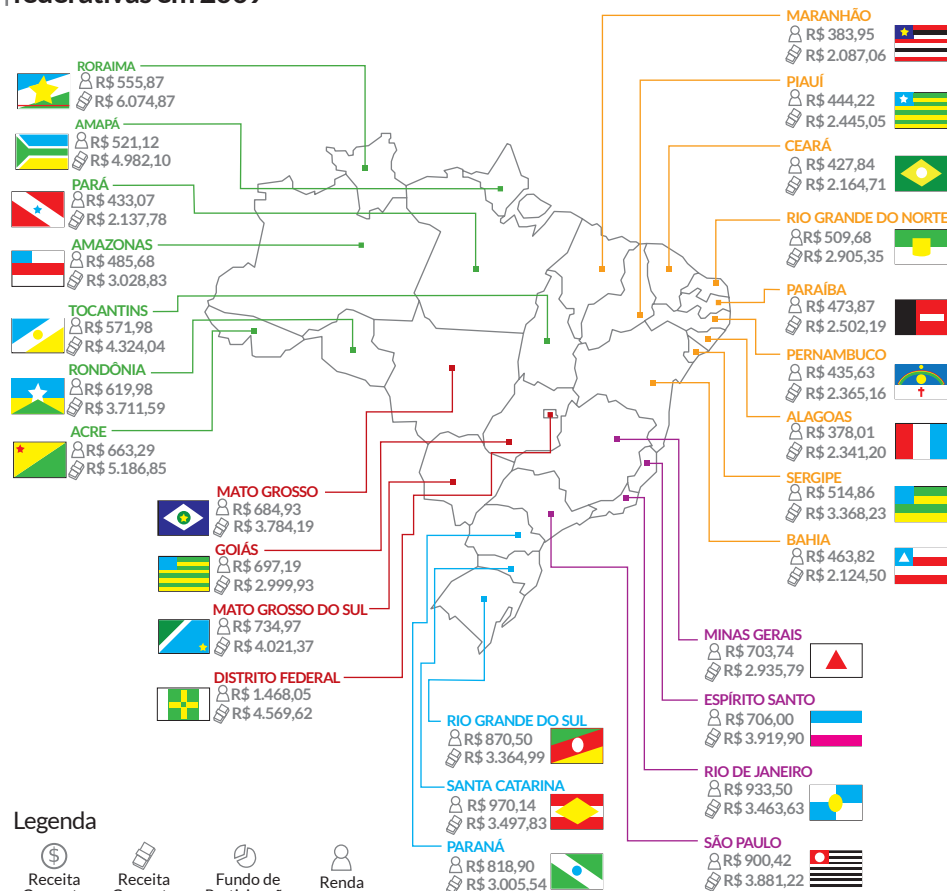 federativas em 2009
RORAIMA
R$ 555,87
R$ 6.074,87
AMAPÁ
R$ 521,12
R$ 4.982,10
PARÁ
R$ 433,07
R$ 2.137,78
AMAZONAS
R$ 485,68
R$ 3.028,83
TOCANTINS
R$ 571,98
R$ 4.324,04
RONDÔNIA
R$ 619,98
R$ 3.711,59
ACRE
R$ 663,29
R$ 5.186,85
MATO GROSSO
R$ 684,93
R$ 3.784,19
GOIÁS
R$ 697,19
R$ 2.999,93
MATO GROSSO DO SUL
R$ 734,97
R$ 4.021,37
DISTRITO FEDERAL
R$ 1.468,05
R$ 4.569,62
MARANHÃO
R$ 383,95
R$ 2.087,06
PIAUÍ
R$ 444,22
R$ 2.445,05
CEARÁ
R$ 427,84
R$ 2.164,71
RIO GRANDE DO NORTE
R$ 509,68
R$ 2.905,35
PARAÍBA
R$ 473,87
R$ 2.502,19
PERNAMBUCO
R$ 435,63
R$ 2.365,16
ALAGOAS
R$ 378,01
R$ 2.341,20
SERGIPE
R$ 514,86
R$ 3.368,23
BAHIA
R$ 463,82
R$ 2.124,50
MINAS GERAIS
R$ 703,74
R$ 2.935,79
ESPÍRITO SANTO
R$ 706,00
R$ 3.919,90
RIO DE JANEIRO
R$ 933,50
R$ 3.463,63
SÃO PAULO
R$ 900,42
R$ 3.881,22
RIO GRANDE DO SUL
R$ 870,50
R$ 3.364,99
SANTA CATARINA
R$ 970,14
R$ 3.497,83
PARANÁ
R$ 818,90
R$ 3.005,54
Legenda
Receita
Receita
Fundo de
Renda